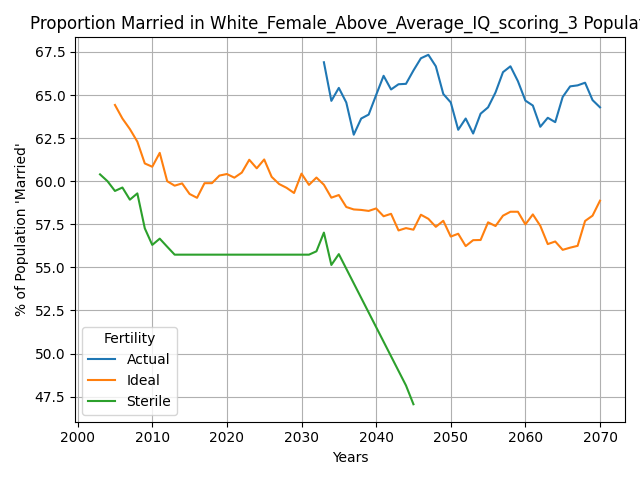 Proportion Married in White_Female_Above_Average_IQ_scoring_3
67.5
65.0
62.5
60.0
57.5
55.0
52.5
50.0
47.5
% of Population 'Married'
Fertility
Actual
Ideal
Sterile
2000 2010 2020 2030 2040 2050 2060 2070
Years